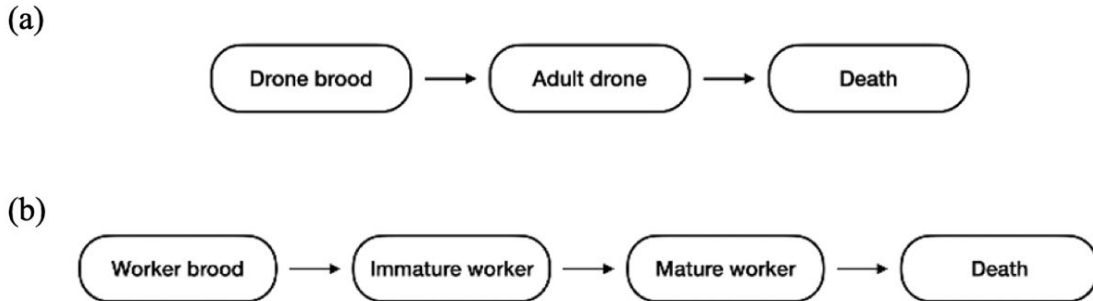 (a)
Drone brood Adult drone Death
(b)
Worker brood Immature worker Mature worker Death